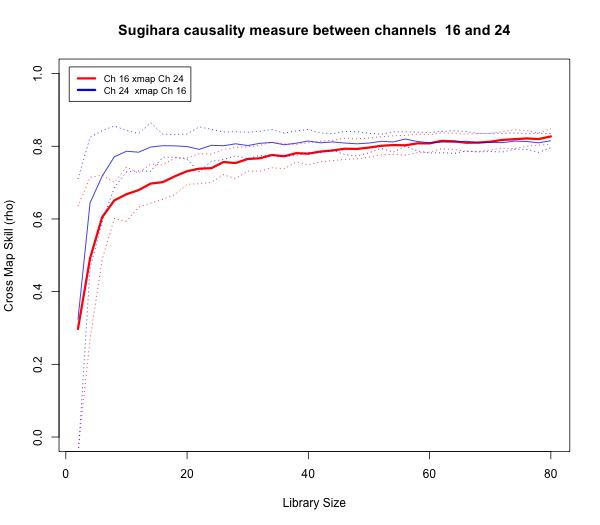 Sugihara causality measure between channels  16 and 24
Ch 16 xmap Ch 24
Ch 24  xmap Ch 16
1.0
0.8
0.6
0.4
0.2
0.0
Cross Map Skill (rho)
0 20 40 60 80
Library Size